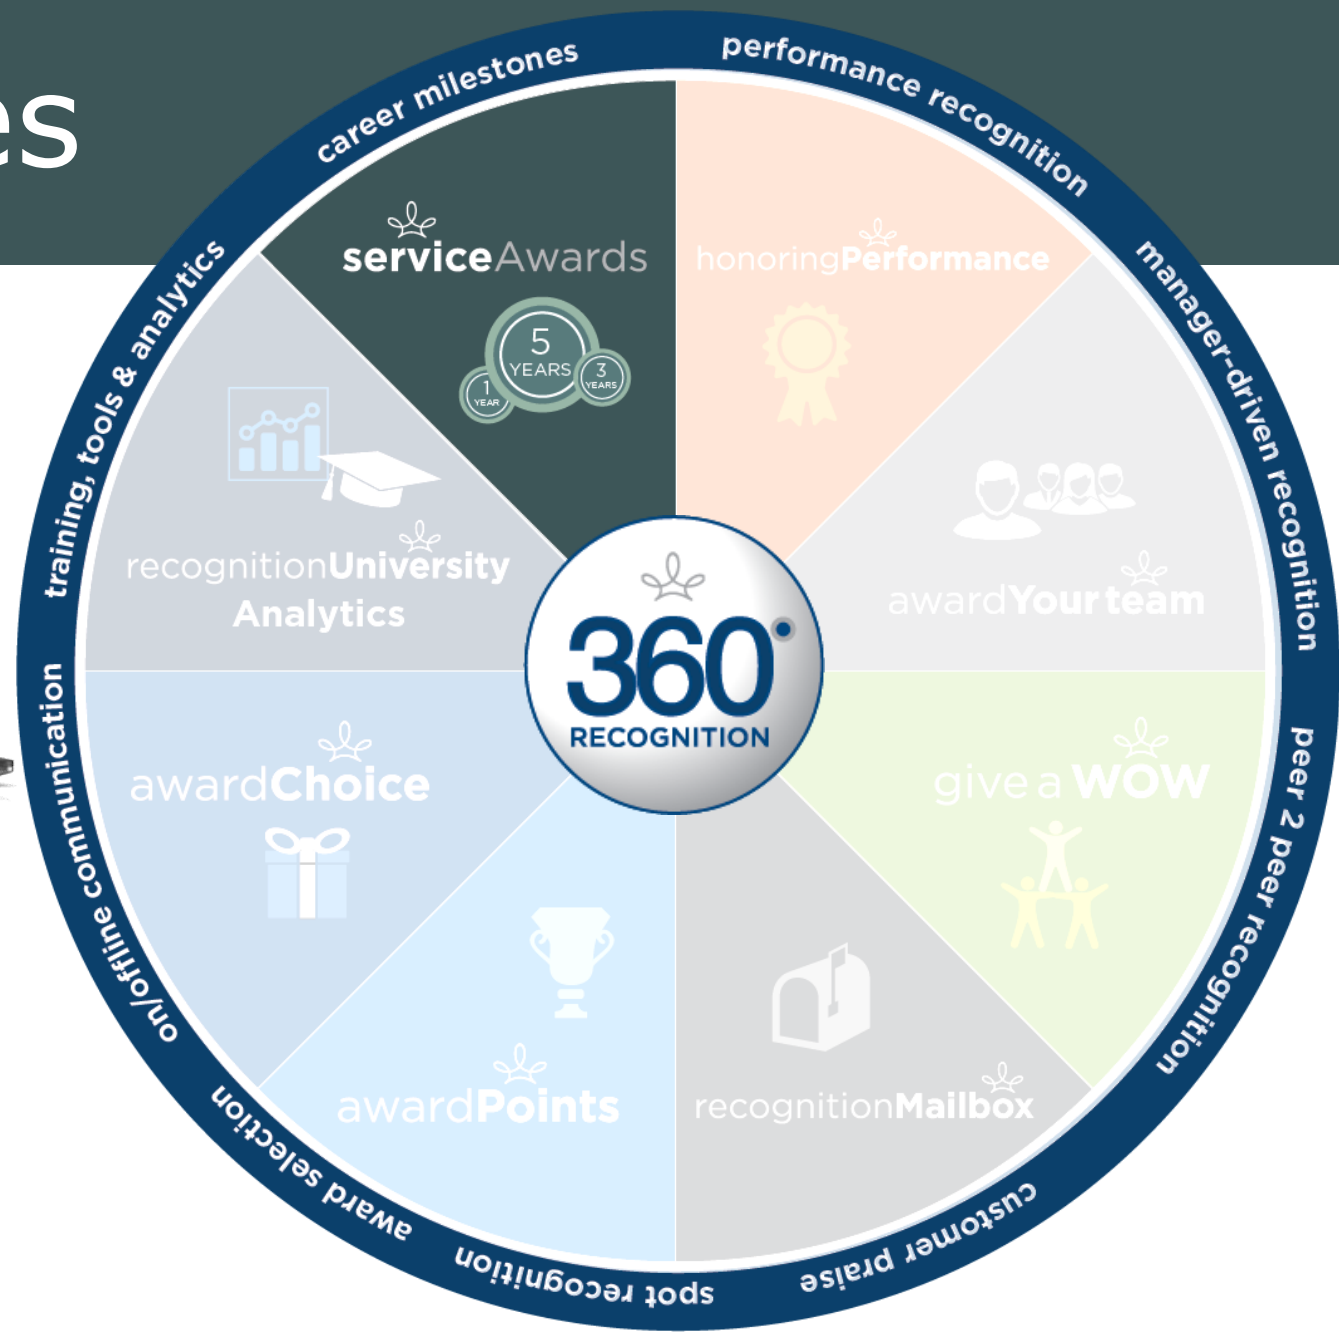 es
career milestones
performance recognition
manager-driven recognition
peer 2 peer recognition
customer praise
spot recognition
award selection
on/offline communication
training, tools & analytics
serviceAwards
5
YEARS
1
YEAR
3
YEARS
honoringPerformance
awardYourteam
give a WOW
recognitionMailbox
awardPoints
awardChoice
recognitionUniversity
Analytics
360°
RECOGNITION